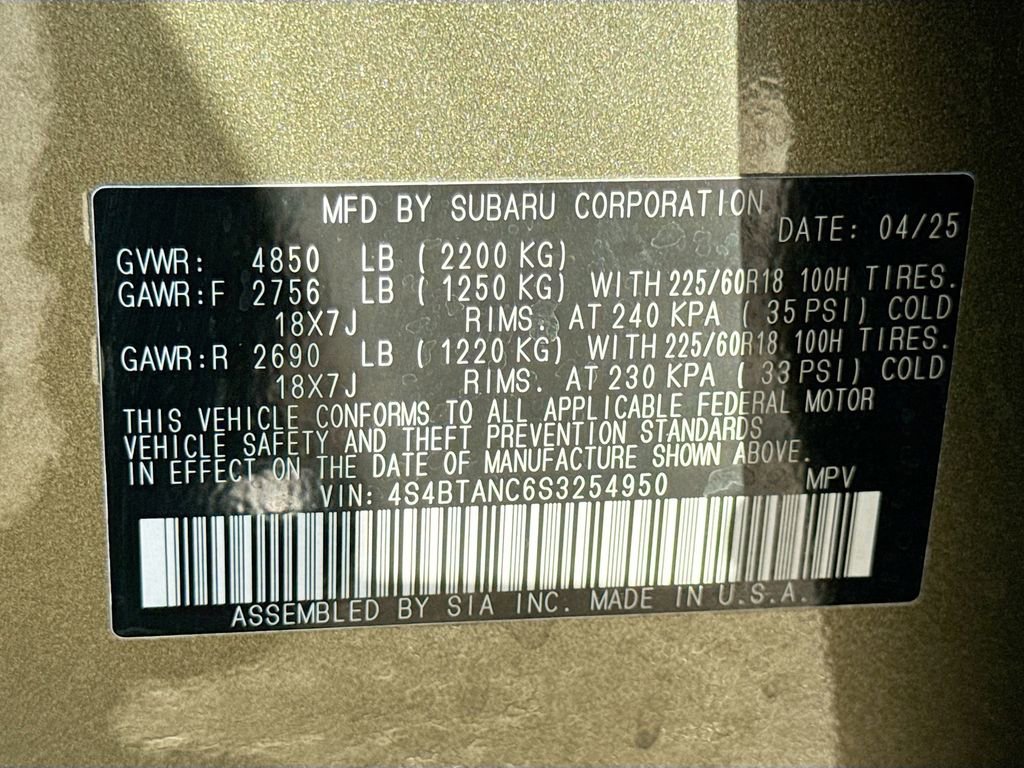 MFD BY SUBARU CORPORATION
DATE: 04/25
GVWR: 4850 LB ( 2200 KG)
GAWR:F 2756 LB ( 1250 KG) WITH 225/60R18 100H TIRES.
18X7J RIMS. AT 240 KPA ( 35 PSI) COLD
GAWR:R 2690 LB ( 1220 KG) WITH 225/60R18 100H TIRES.
18X7J RIMS. AT 230 KPA ( 33 PSI) COLD
THIS VEHICLE CONFORMS TO ALL APPLICABLE FEDERAL MOTOR
VEHICLE SAFETY AND THEFT PREVENTION STANDARDS
IN EFFECT ON THE DATE OF MANUFACTURE SHOWN ABOVE.
VIN: 4S4BTANC6S3254950 MPV
ASSEMBLED BY SIA INC. MADE IN U.S.A.